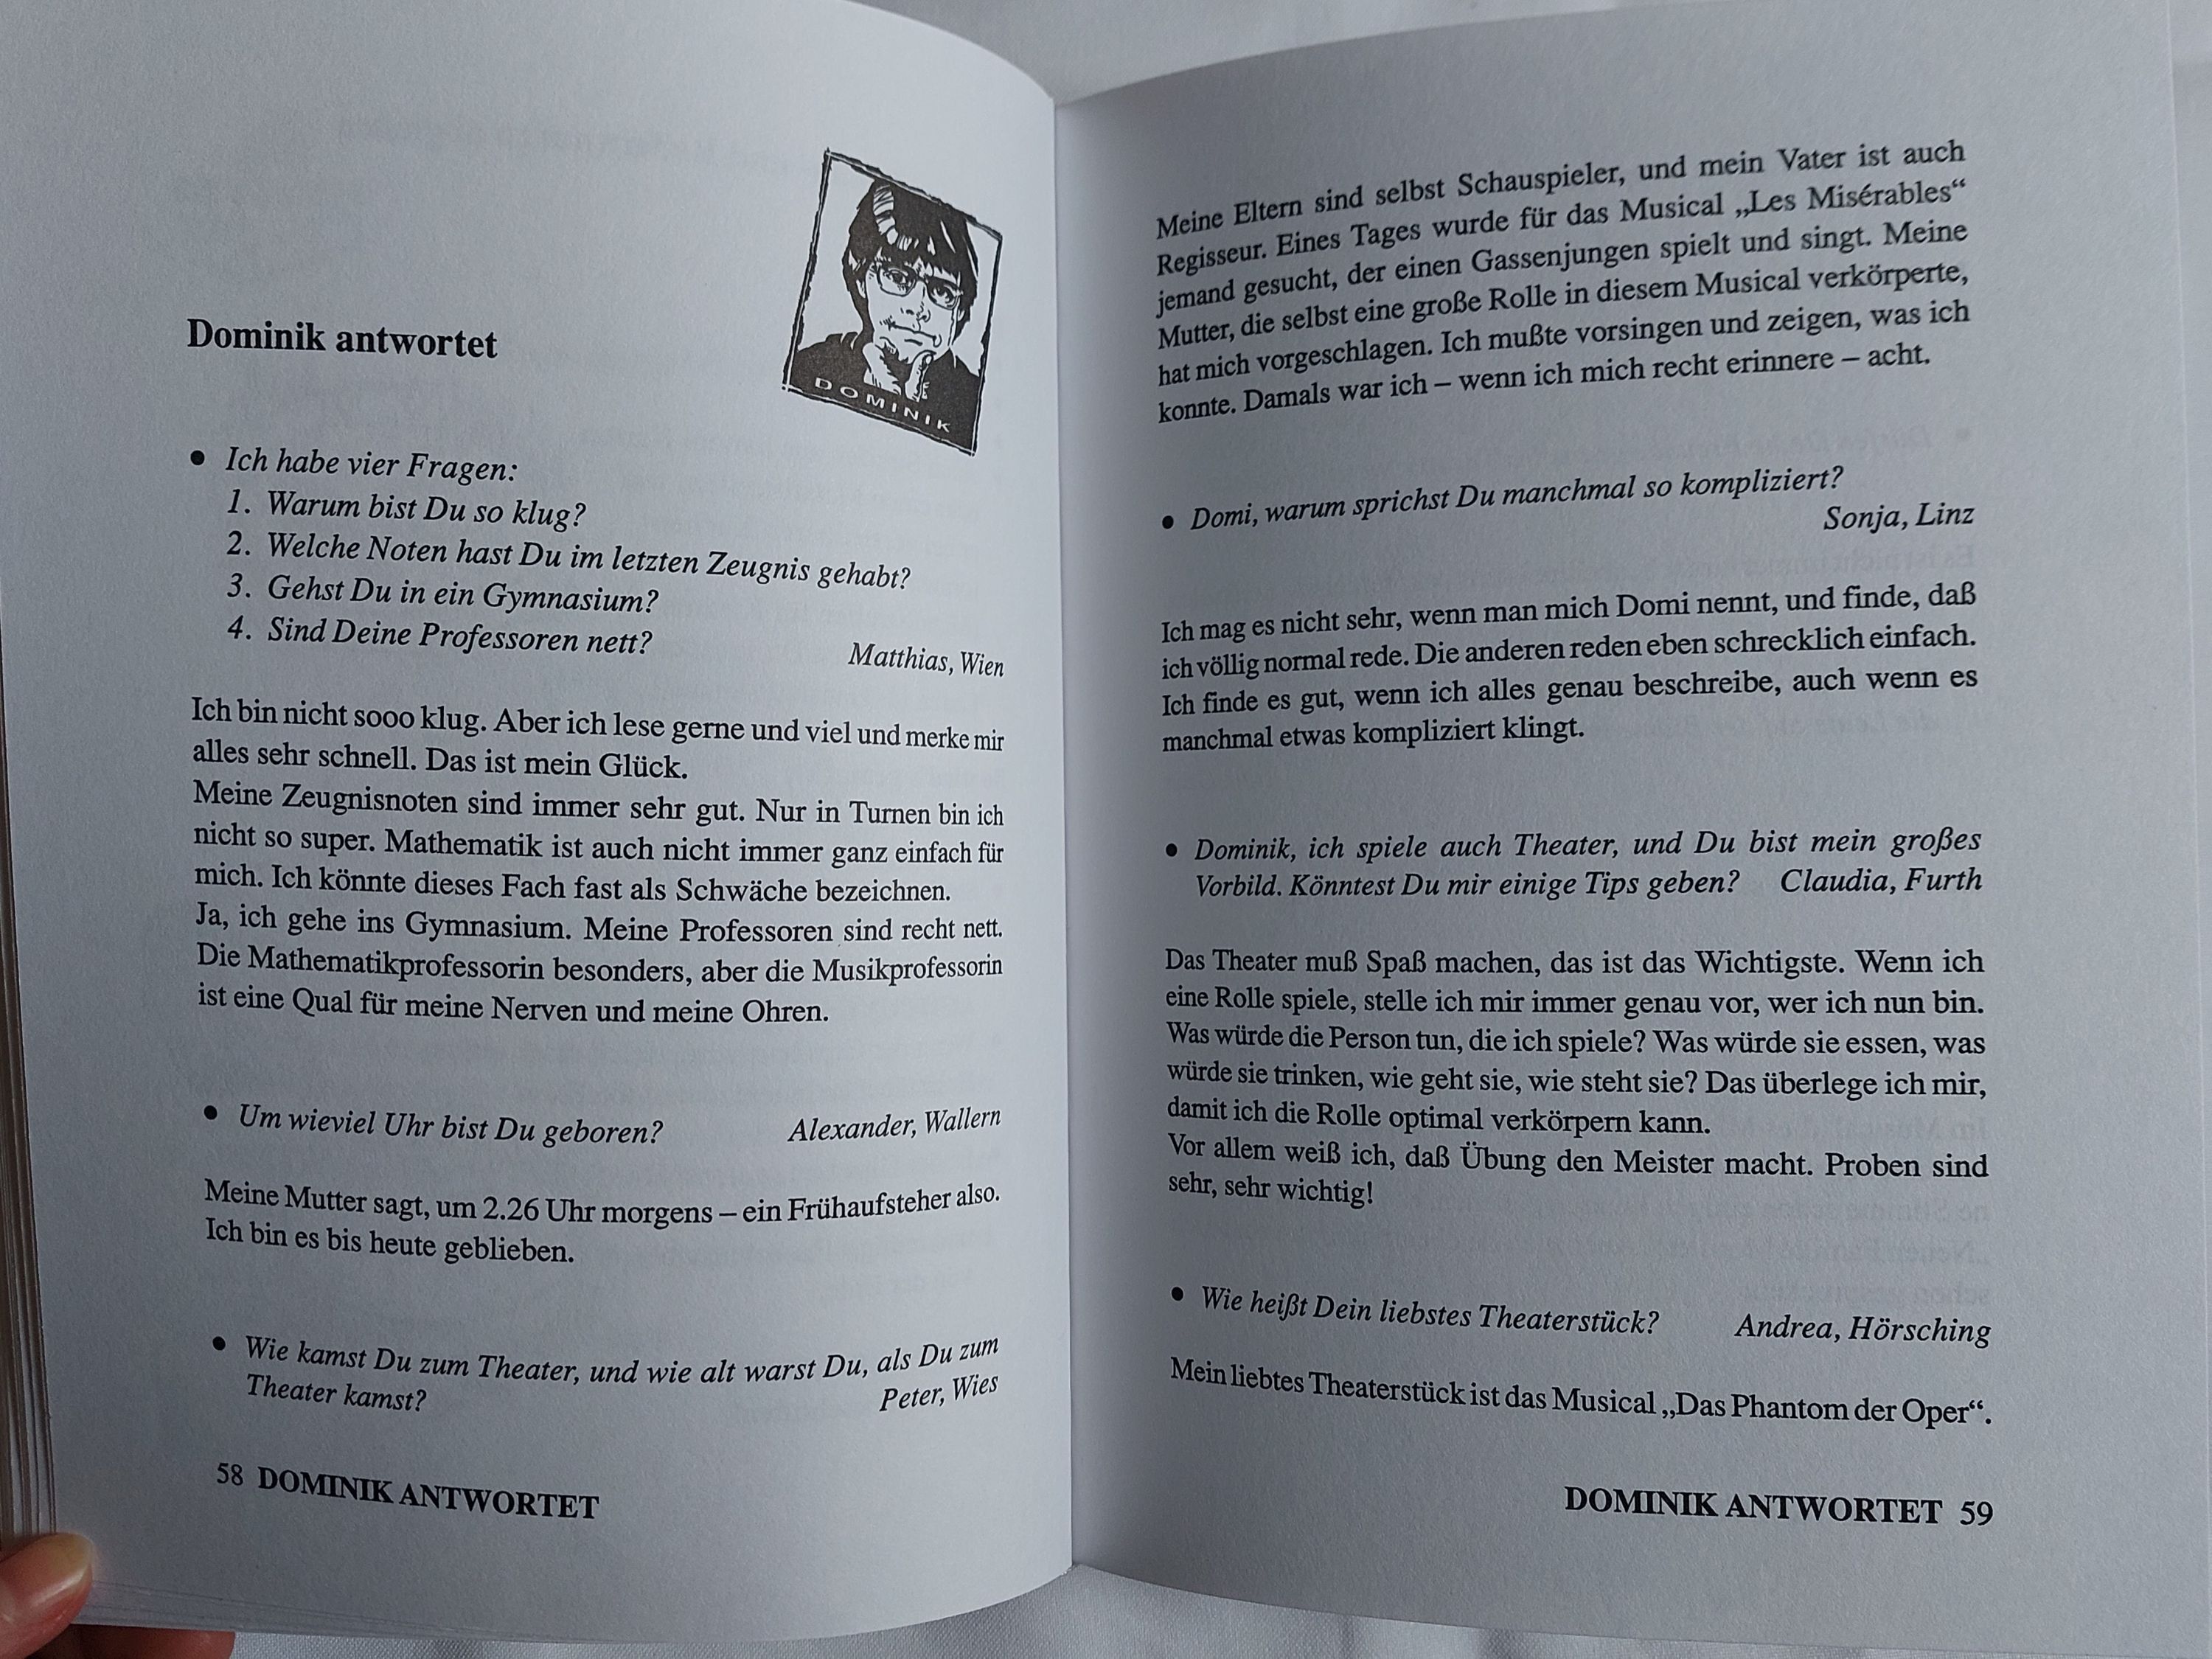 DOMINIK
Dominik antwortet
● Ich habe vier Fragen:
1. Warum bist Du so klug?
2. Welche Noten hast Du im letzten Zeugnis gehabt?
3. Gehst Du in ein Gymnasium?
4. Sind Deine Professoren nett?
Matthias, Wien
Ich bin nicht sooo klug. Aber ich lese gerne und viel und merke mir
alles sehr schnell. Das ist mein Glück.
Meine Zeugnisnoten sind immer sehr gut. Nur in Turnen bin ich
nicht so super. Mathematik ist auch nicht immer ganz einfach für
mich. Ich könnte dieses Fach fast als Schwäche bezeichnen.
Ja, ich gehe ins Gymnasium. Meine Professoren sind recht nett.
Die Mathematikprofessorin besonders, aber die Musikprofessorin
ist eine Qual für meine Nerven und meine Ohren.
● Um wieviel Uhr bist Du geboren? Alexander, Wallern
Meine Mutter sagt, um 2.26 Uhr morgens – ein Frühaufsteher also.
Ich bin es bis heute geblieben.
● Wie kamst Du zum Theater, und wie alt warst Du, als Du zum
Theater kamst? Peter, Wies
58 DOMINIK ANTWORTET
Meine Eltern sind selbst Schauspieler, und mein Vater ist auch
Regisseur. Eines Tages wurde für das Musical „Les Misérables“
jemand gesucht, der einen Gassenjungen spielt und singt. Meine
Mutter, die selbst eine große Rolle in diesem Musical verkörperte,
hat mich vorgeschlagen. Ich mußte vorsingen und zeigen, was ich
konnte. Damals war ich – wenn ich mich recht erinnere – acht.
● Domi, warum sprichst Du manchmal so kompliziert?
Sonja, Linz
Ich mag es nicht sehr, wenn man mich Domi nennt, und finde, daß
ich völlig normal rede. Die anderen reden eben schrecklich einfach.
Ich finde es gut, wenn ich alles genau beschreibe, auch wenn es
manchmal etwas kompliziert klingt.
● Dominik, ich spiele auch Theater, und Du bist mein großes
Vorbild. Könntest Du mir einige Tips geben? Claudia, Furth
Das Theater muß Spaß machen, das ist das Wichtigste. Wenn ich
eine Rolle spiele, stelle ich mir immer genau vor, wer ich nun bin.
Was würde die Person tun, die ich spiele? Was würde sie essen, was
würde sie trinken, wie geht sie, wie steht sie? Das überlege ich mir,
damit ich die Rolle optimal verkörpern kann.
Vor allem weiß ich, daß Übung den Meister macht. Proben sind
sehr, sehr wichtig!
● Wie heißt Dein liebstes Theaterstück? Andrea, Hörsching
Mein liebtes Theaterstück ist das Musical „Das Phantom der Oper“.
DOMINIK ANTWORTET 59